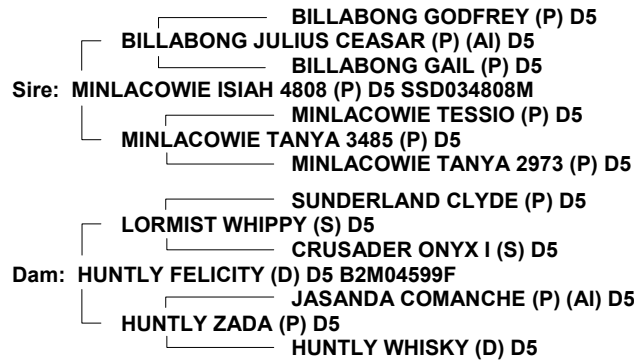 BILLABONG GODFREY (P) D5
BILLABONG JULIUS CEASAR (P) (AI) D5
BILLABONG GAIL (P) D5
Sire: MINLACOWIE ISIAH 4808 (P) D5 SSD034808M
MINLACOWIE TESSIO (P) D5
MINLACOWIE TANYA 3485 (P) D5
MINLACOWIE TANYA 2973 (P) D5
SUNDERLAND CLYDE (P) D5
LORMIST WHIPPY (S) D5
CRUSADER ONYX I (S) D5
Dam: HUNTLY FELICITY (D) D5 B2M04599F
JASANDA COMANCHE (P) (AI) D5
HUNTLY ZADA (P) D5
HUNTLY WHISKY (D) D5